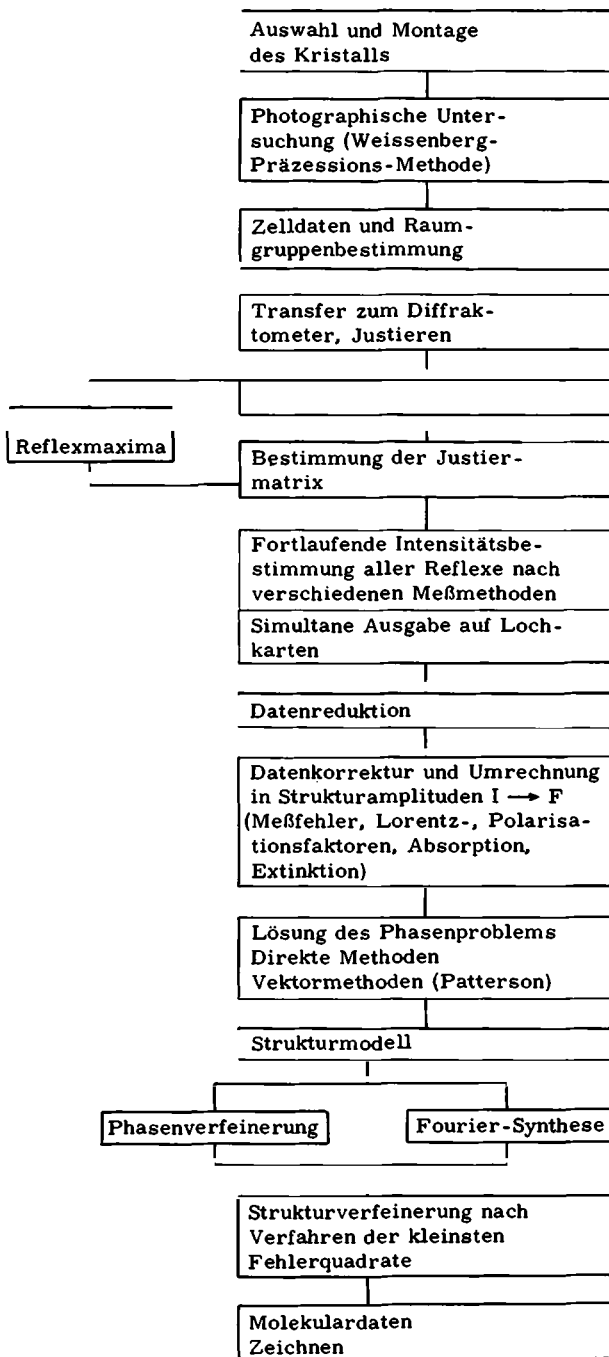 Auswahl und Montage
des Kristalls
Photographische Unter-
suchung (Weissenberg-
Präzessions-Methode)
Zelldaten und Raum-
gruppenbestimmung
Transfer zum Diffrak-
tometer, Justieren
Reflexmaxima
Bestimmung der Justier-
matrix
Fortlaufende Intensitätsbe-
stimmung aller Reflexe nach
verschiedenen Meßmethoden
Simultane Ausgabe auf Loch-
karten
Datenreduktion
Datenkorrektur und Umrechnung
in Strukturamplituden I → F
(Meßfehler, Lorentz-, Polarisa-
tionsfaktoren, Absorption,
Extinktion)
Lösung des Phasenproblems
Direkte Methoden
Vektormethoden (Patterson)
Strukturmodell
Phasenverfeinerung
Fourier-Synthese
Strukturverfeinerung nach
Verfahren der kleinsten
Fehlerquadrate
Molekulardaten
Zeichnen